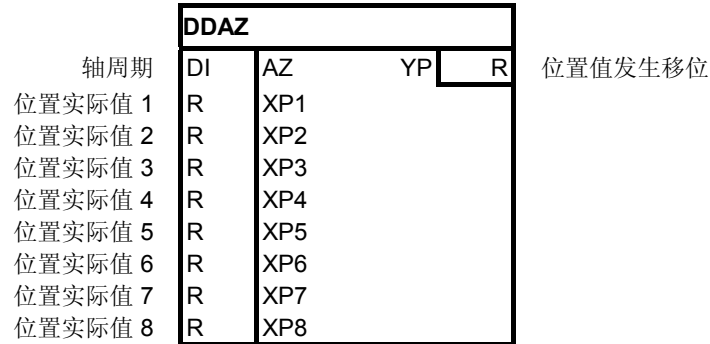 DDAZ
轴周期 DI AZ YP R 位置值发生移位
位置实际值 1 R XP1
位置实际值 2 R XP2
位置实际值 3 R XP3
位置实际值 4 R XP4
位置实际值 5 R XP5
位置实际值 6 R XP6
位置实际值 7 R XP7
位置实际值 8 R XP8